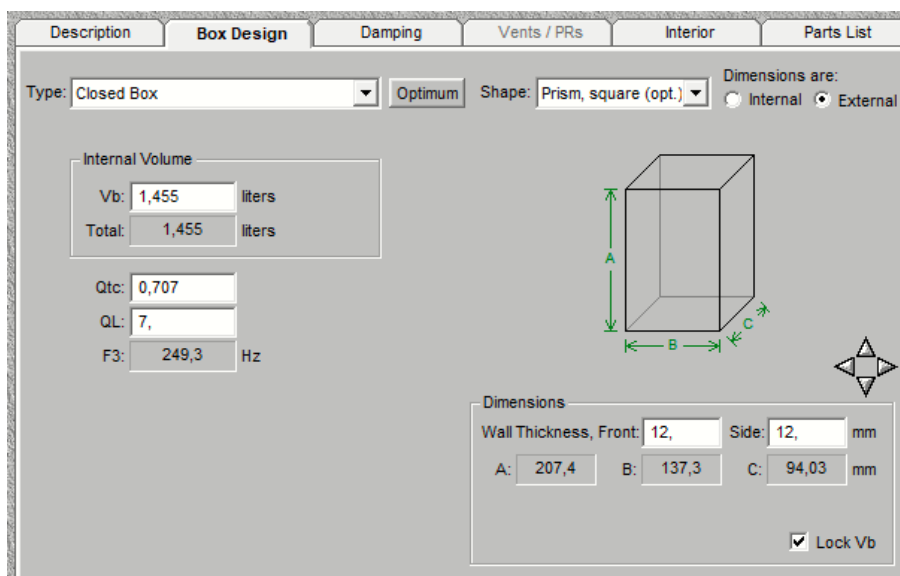 Description Box Design Damping Vents / PRs Interior Parts List
Dimensions are:
Type: Closed Box Optimum Shape: Prism, square (opt.) Internal External
Internal Volume
Vb: 1,455 liters
Total: 1,455 liters
A
Qtc: 0,707
QL: 7,
C
B
F3: 249,3 Hz
Dimensions
Wall Thickness, Front: 12, Side: 12, mm
A: 207,4 B: 137,3 C: 94,03 mm
Lock Vb